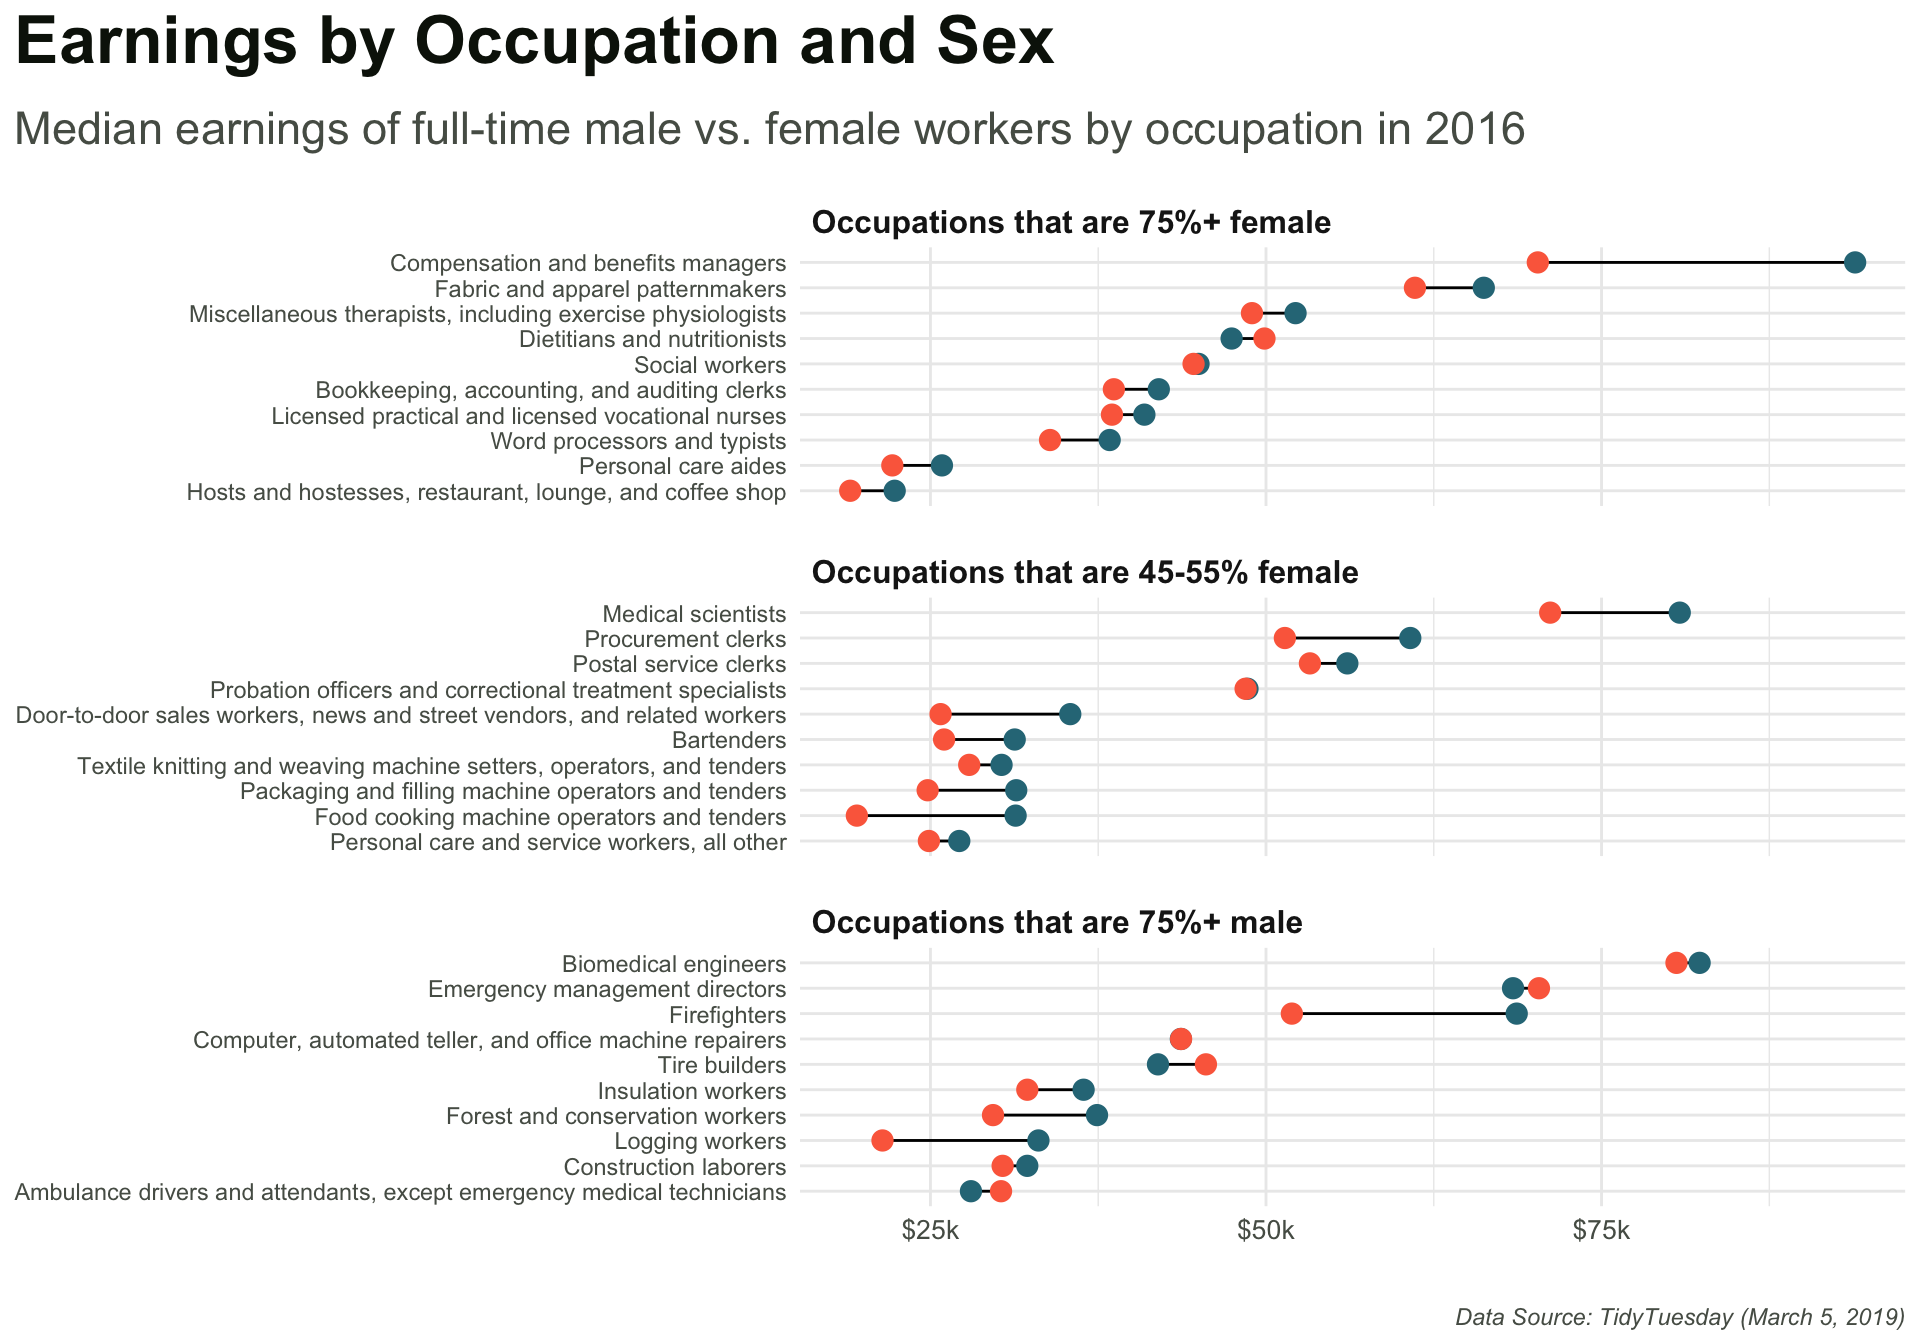 Earnings by Occupation and Sex
Median earnings of full-time male vs. female workers by occupation in 2016
Occupations that are 75%+ female
Compensation and benefits managers
Fabric and apparel patternmakers
Miscellaneous therapists, including exercise physiologists
Dietitians and nutritionists
Social workers
Bookkeeping, accounting, and auditing clerks
Licensed practical and licensed vocational nurses
Word processors and typists
Personal care aides
Hosts and hostesses, restaurant, lounge, and coffee shop
Occupations that are 45-55% female
Medical scientists
Procurement clerks
Postal service clerks
Probation officers and correctional treatment specialists
Door-to-door sales workers, news and street vendors, and related workers
Bartenders
Textile knitting and weaving machine setters, operators, and tenders
Packaging and filling machine operators and tenders
Food cooking machine operators and tenders
Personal care and service workers, all other
Occupations that are 75%+ male
Biomedical engineers
Emergency management directors
Firefighters
Computer, automated teller, and office machine repairers
Tire builders
Insulation workers
Forest and conservation workers
Logging workers
Construction laborers
Ambulance drivers and attendants, except emergency medical technicians
$25k $50k $75k
Data Source: TidyTuesday (March 5, 2019)